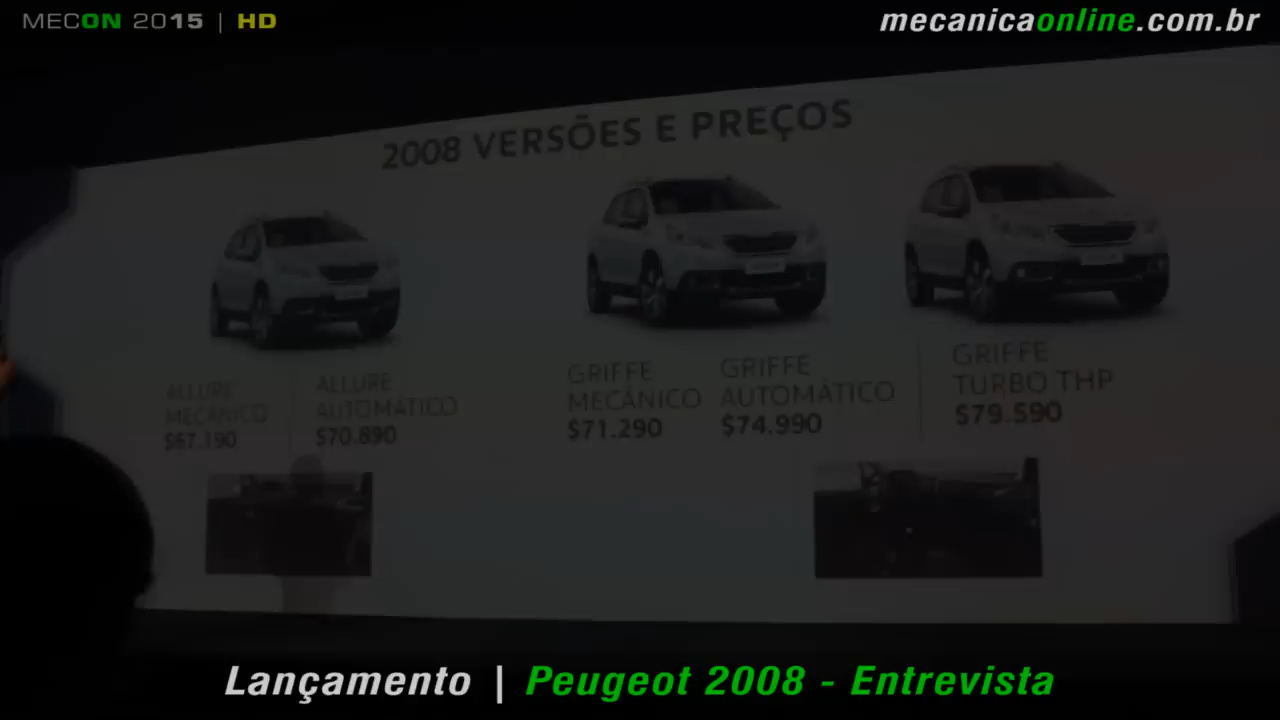 MECON 2015 | HD
mecanicaonline.com.br
2008 VERSÕES E PREÇOS
ALLURE
MECÂNICO
$67.190
ALLURE
AUTOMÁTICO
$70.890
GRIFFE
MECÂNICO
$71.290
GRIFFE
AUTOMÁTICO
$74.990
GRIFFE
TURBO THP
$79.590
Lançamento | Peugeot 2008 - Entrevista